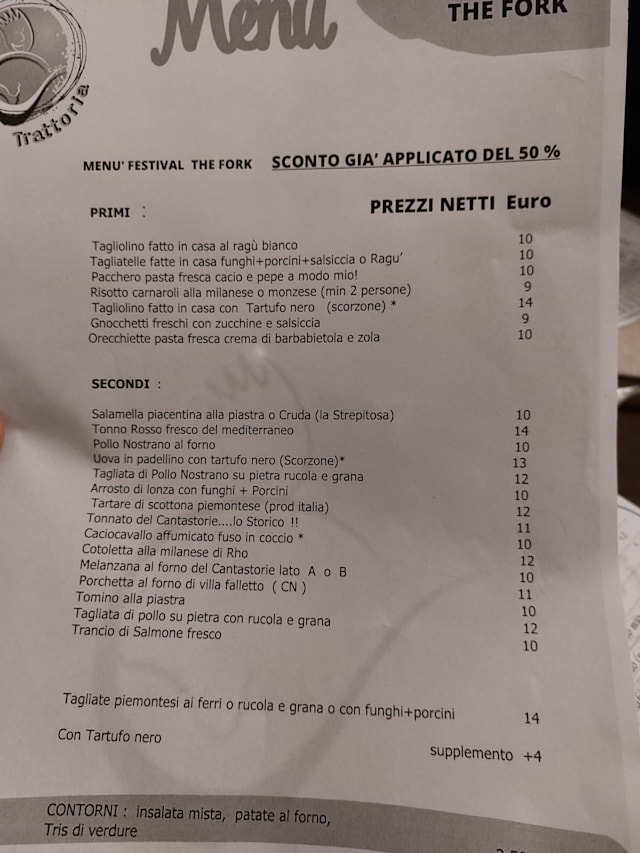 Menu
THE FORK
Trattoria
MENU' FESTIVAL THE FORK SCONTO GIA' APPLICATO DEL 50 %
PRIMI : PREZZI NETTI Euro
Tagliolino fatto in casa al ragù bianco 10
Tagliatelle fatte in casa funghi+porcini+salsiccia o Ragu' 10
Pacchero pasta fresca cacio e pepe a modo mio! 10
Risotto carnaroli alla milanese o monzese (min 2 persone) 9
Tagliolino fatto in casa con Tartufo nero (scorzone) * 14
Gnocchetti freschi con zucchine e salsiccia 9
Orecchiette pasta fresca crema di barbabietola e zola 10
SECONDI :
Salamella piacentina alla piastra o Cruda (la Strepitosa) 10
Tonno Rosso fresco del mediterraneo 14
Pollo Nostrano al forno 10
Uova in padellino con tartufo nero (Scorzone)* 13
Tagliata di Pollo Nostrano su pietra rucola e grana 12
Arrosto di lonza con funghi + Porcini 10
Tartare di scottona piemontese (prod italia) 12
Tonnato del Cantastorie....lo Storico !! 11
Caciocavallo affumicato fuso in coccio * 10
Cotoletta alla milanese di Rho 12
Melanzana al forno del Cantastorie lato A o B 10
Porchetta al forno di villa falletto ( CN ) 11
Tomino alla piastra 10
Tagliata di pollo su pietra con rucola e grana 12
Trancio di Salmone fresco 10
Tagliate piemontesi ai ferri o rucola e grana o con funghi+porcini 14
Con Tartufo nero supplemento +4
CONTORNI : insalata mista, patate al forno,
Tris di verdure